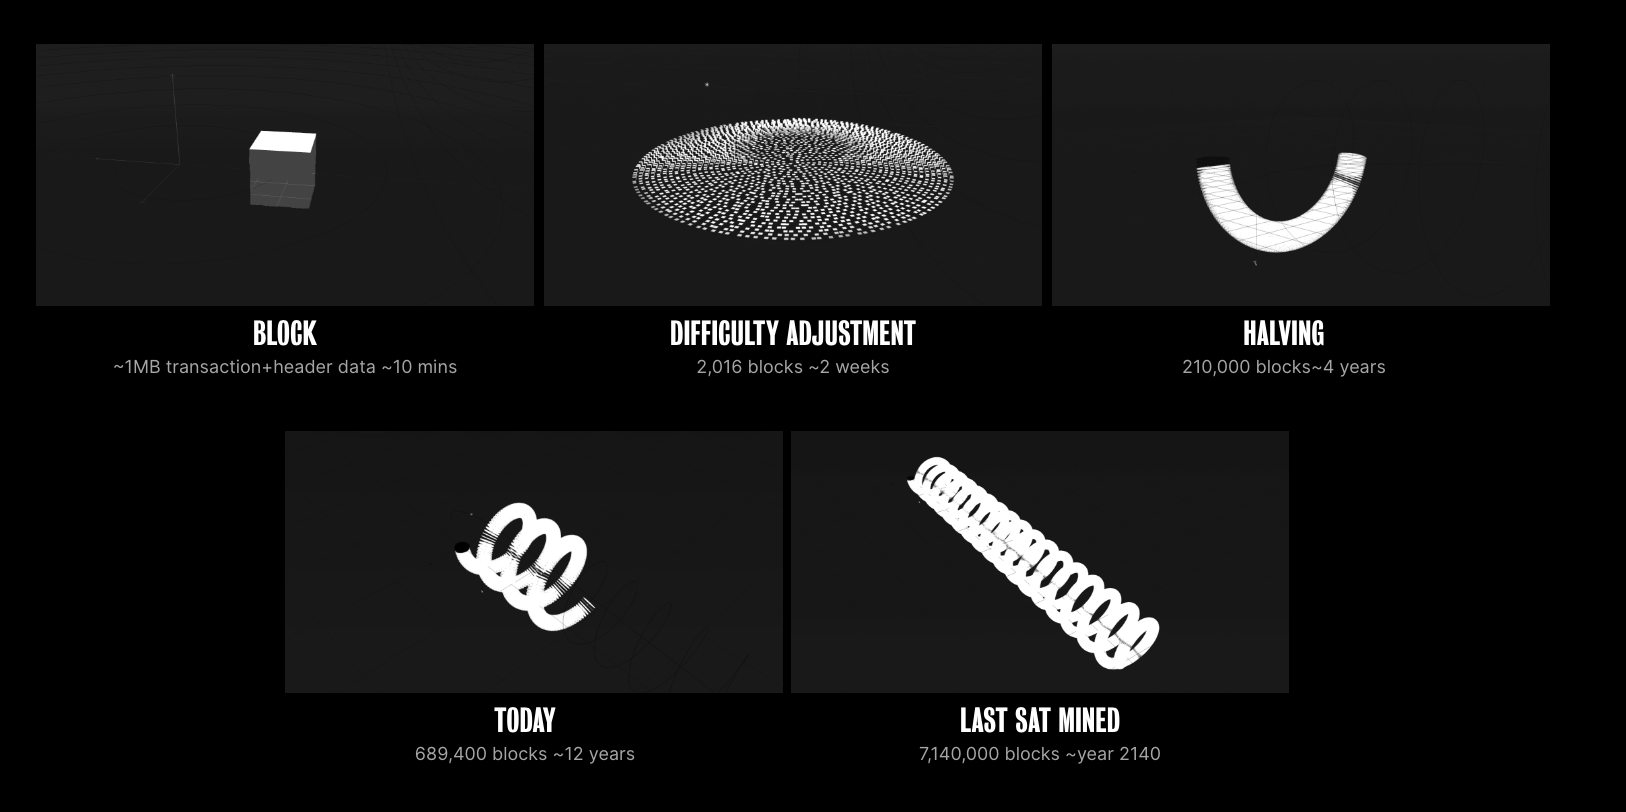 BLOCK
~1MB transaction+header data ~10 mins
DIFFICULTY ADJUSTMENT
2,016 blocks ~2 weeks
HALVING
210,000 blocks~4 years
TODAY
689,400 blocks ~12 years
LAST SAT MINED
7,140,000 blocks ~year 2140